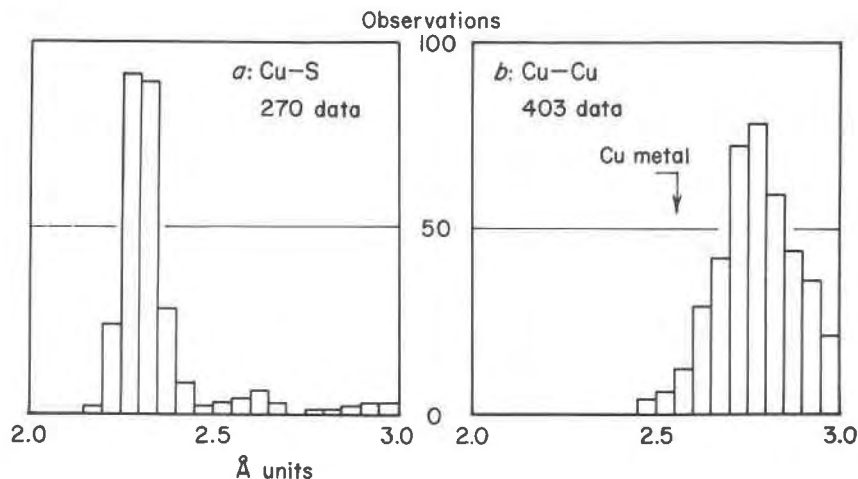 Observations
a: Cu–S
270 data
100
50
0
b: Cu–Cu
403 data
Cu metal
2.0
2.5
3.0
2.0
2.5
3.0
Å units